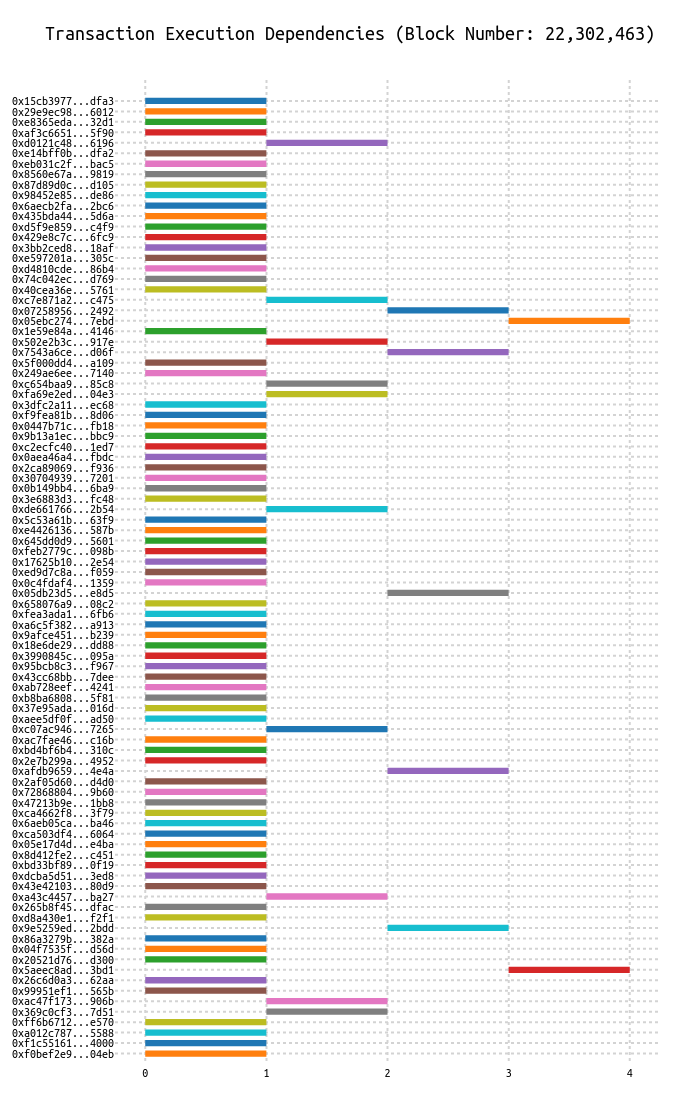 Transaction Execution Dependencies (Block Number: 22,302,463)
0x15cb3977...dfa3
0x29e9ec98...6012
0xe8365eda...32d1
0xaf3c6651...5f90
0xd0121c48...6196
0xe14bff0b...dfa2
0xeb031c2f...bac5
0x8560e67a...9819
0x87d89d0c...d105
0x98452e85...de86
0x6aecb2fa...2bc6
0x435bda44...5d6a
0xd5f9e859...c4f9
0x429e8c7c...6fc9
0x3bb2ced8...18af
0xe597201a...305c
0xd4810cde...86b4
0x74c042ec...d769
0x40cea36e...5761
0xc7e871a2...c475
0x07258956...2492
0x05ebc274...7ebd
0x1e59e84a...4146
0x502e2b3c...917e
0x7543a6ce...d06f
0x5f000dd4...a109
0x249ae6ee...7140
0xc654baa9...85c8
0xfa69e2ed...04e3
0x3dfc2a11...ec68
0xf9fea81b...8d06
0x0447b71c...fb18
0x9b13a1ec...bbc9
0xc2ecfc40...1ed7
0x0aea46a4...fbdc
0x2ca89069...f936
0x30704939...7201
0x0b149bb4...6ba9
0x3e6883d3...fc48
0xde661766...2b54
0x5c53a61b...63f9
0xe4426136...587b
0x645dd0d9...5601
0xfeb2779c...098b
0x17625b10...2e54
0xed9d7c8a...f059
0x0c4fdaf4...1359
0x05db23d5...e8d5
0x658076a9...08c2
0xfea3ada1...6fb6
0xa6c5f382...a913
0x9afce451...b239
0x18e6de29...dd88
0x3990845c...095a
0x95bcb8c3...f967
0x43cc68bb...7dee
0xab728eef...4241
0xb8ba6808...5f81
0x37e95ada...016d
0xaee5df0f...ad50
0xc07ac946...7265
0xac7fae46...c16b
0xbd4bf6b4...310c
0x2e7b299a...4952
0xafdb9659...4e4a
0x2af05d60...d4d0
0x72868804...9b60
0x47213b9e...1bb8
0xca4662f8...3f79
0x6aeb05ca...ba46
0xca503df4...6064
0x05e17d4d...e4ba
0x8d412fe2...c451
0xbd33bf89...0f19
0xdcba5d51...3ed8
0x43e42103...80d9
0xa43c4457...ba27
0x265b8f45...dfac
0xd8a430e1...f2f1
0x9e5259ed...2bdd
0x86a3279b...382a
0x04f7535f...d56d
0x20521d76...d300
0x5aeec8ad...3bd1
0x26c6d0a3...62aa
0x99951ef1...565b
0xac47f173...906b
0x369c0cf3...7d51
0xff6b6712...e570
0xa012c787...5588
0xf1c55161...4000
0xf0bef2e9...04eb
0 1 2 3 4